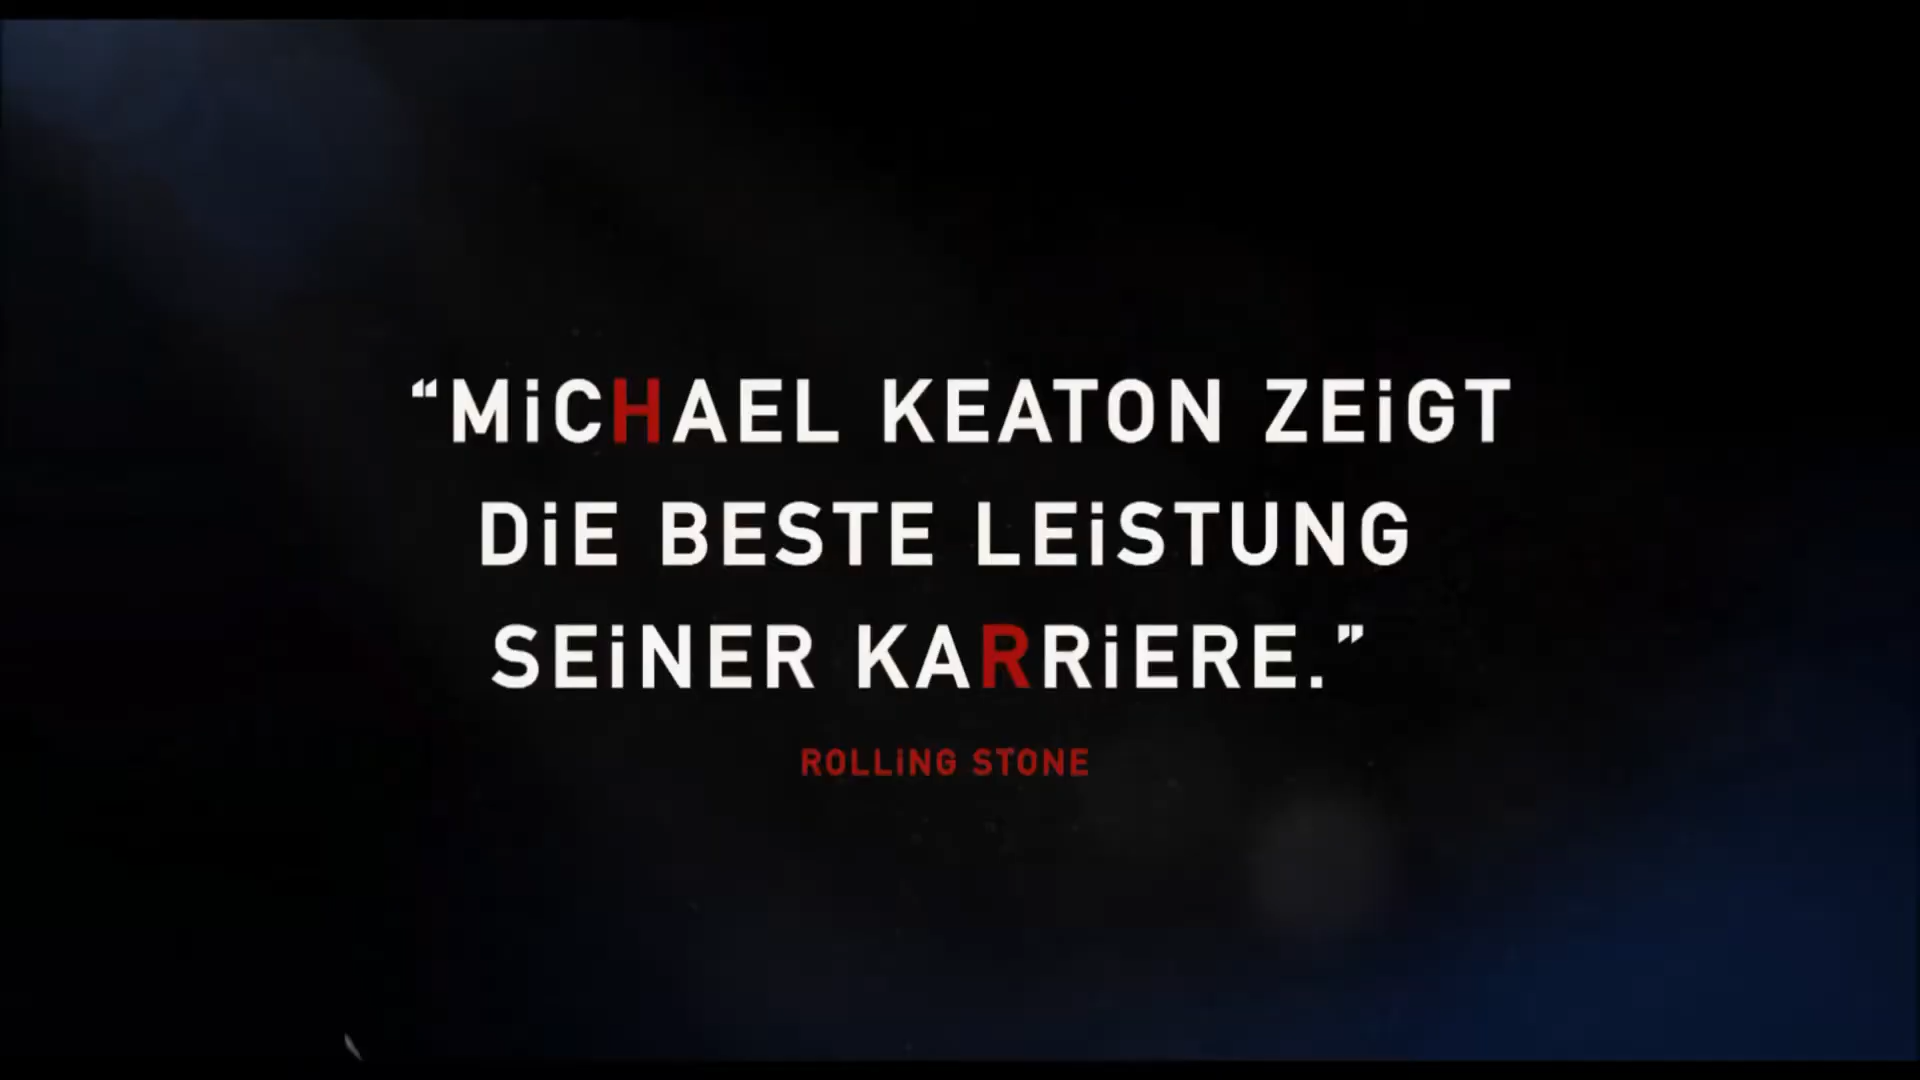 “MiCHAEL KEATON ZEiGT
DiE BESTE LEiSTUNG
SEiNER KARRiERE.”
ROLLiNG STONE